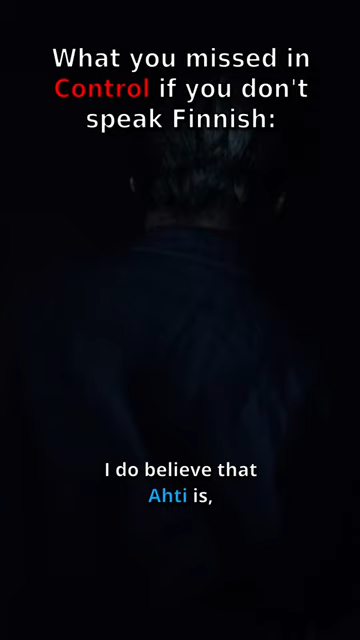 What you missed in
Control if you don't
speak Finnish:
I do believe that
Ahti is,